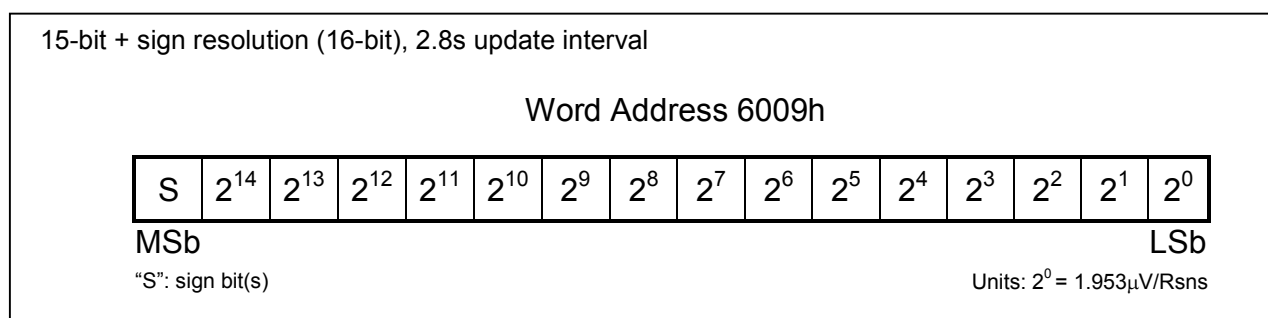 15-bit + sign resolution (16-bit), 2.8s update interval
Word Address 6009h
S 2^14 2^13 2^12 2^11 2^10 2^9 2^8 2^7 2^6 2^5 2^4 2^3 2^2 2^1 2^0
MSb LSb
“S”: sign bit(s) Units: 2^0 = 1.953μV/Rsns